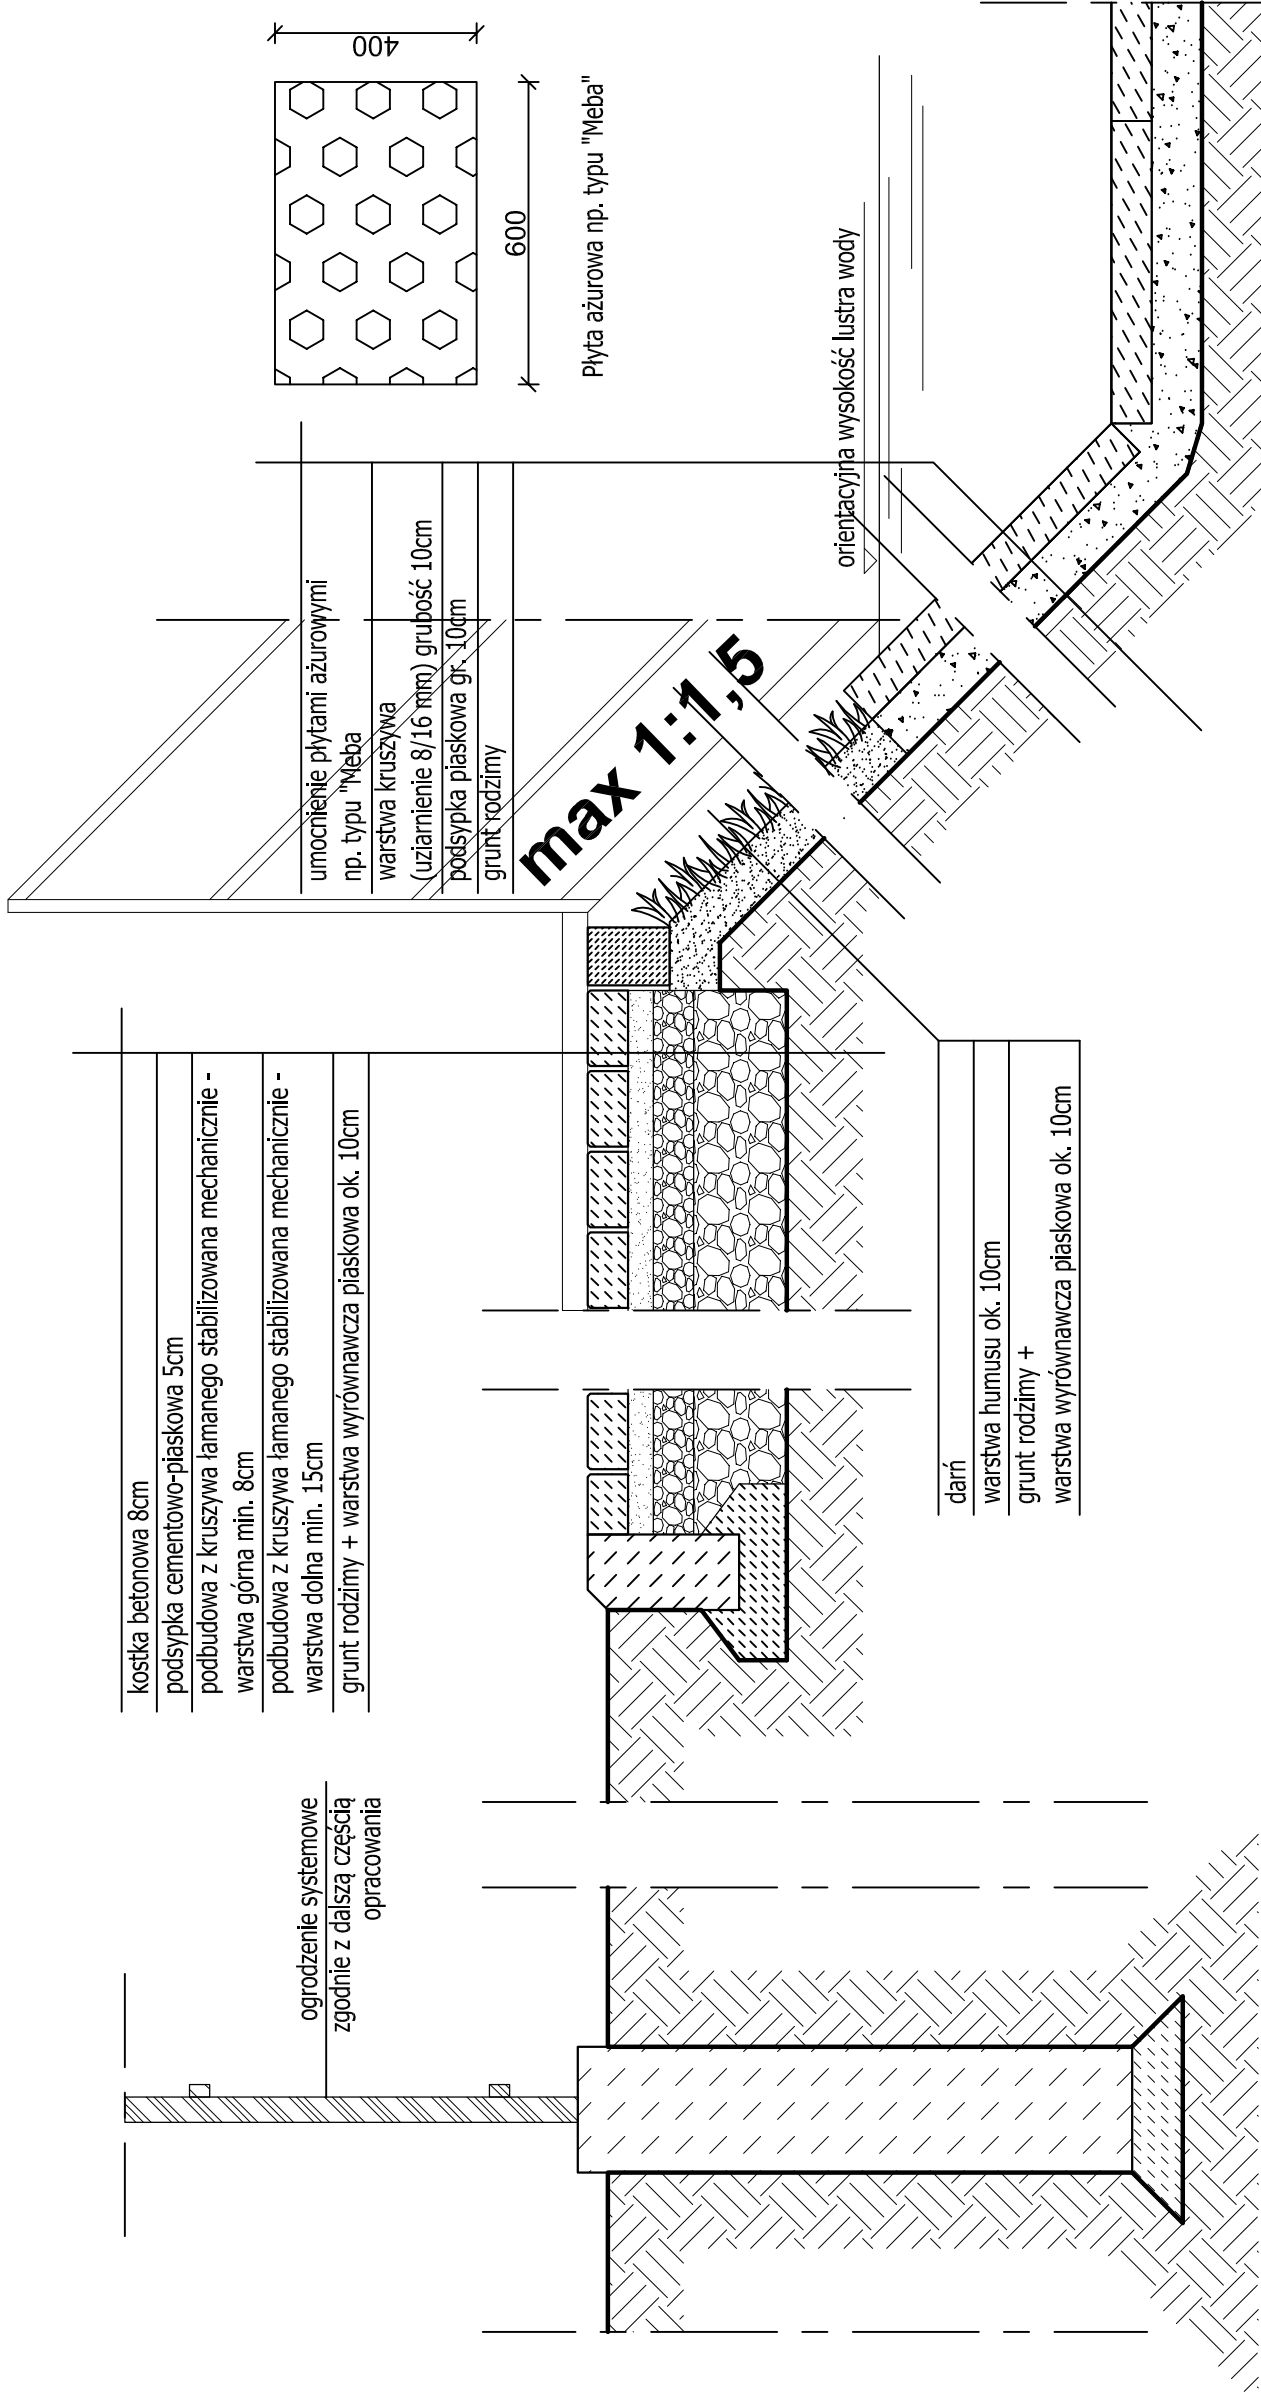 ogrodzenie systemowe
zgodnie z dalszą częścią
opracowania
kostka betonowa 8cm
podsypka cementowo-piaskowa 5cm
podbudowa z kruszywa łamanego stabilizowana mechanicznie -
warstwa górna min. 8cm
podbudowa z kruszywa łamanego stabilizowana mechanicznie -
warstwa dolna min. 15cm
grunt rodzimy + warstwa wyrównawcza piaskowa ok. 10cm
darń
warstwa humusu ok. 10cm
grunt rodzimy +
warstwa wyrównawcza piaskowa ok. 10cm
umocnienie płytami ażurowymi
np. typu "Meba
warstwa kruszywa
(uziarnienie 8/16 mm) grubość 10cm
podsypka piaskowa gr. 10cm
grunt rodzimy
max 1:1,5
orientacyjna wysokość lustra wody
400
600
Płyta ażurowa np. typu "Meba"